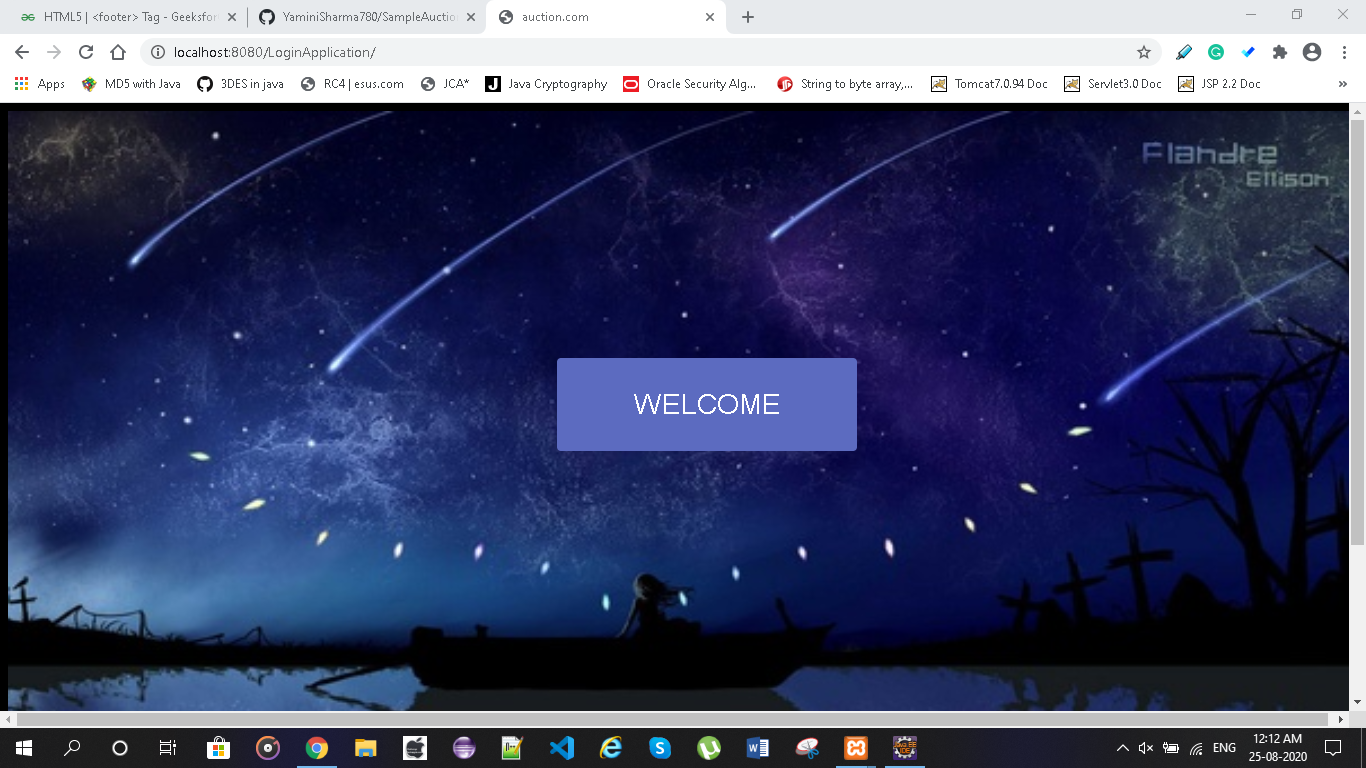 HTML5 | <footer> Tag - Geeksfor
YaminiSharma780/SampleAuctio
auction.com
localhost:8080/LoginApplication/
Apps
MD5 with Java
3DES in java
RC4 | esus.com
JCA*
Java Cryptography
Oracle Security Alg...
String to byte array,...
Tomcat7.0.94 Doc
Servlet3.0 Doc
JSP 2.2 Doc
»
Flandre
Ellison
WELCOME
ENG
12:12 AM
25-08-2020